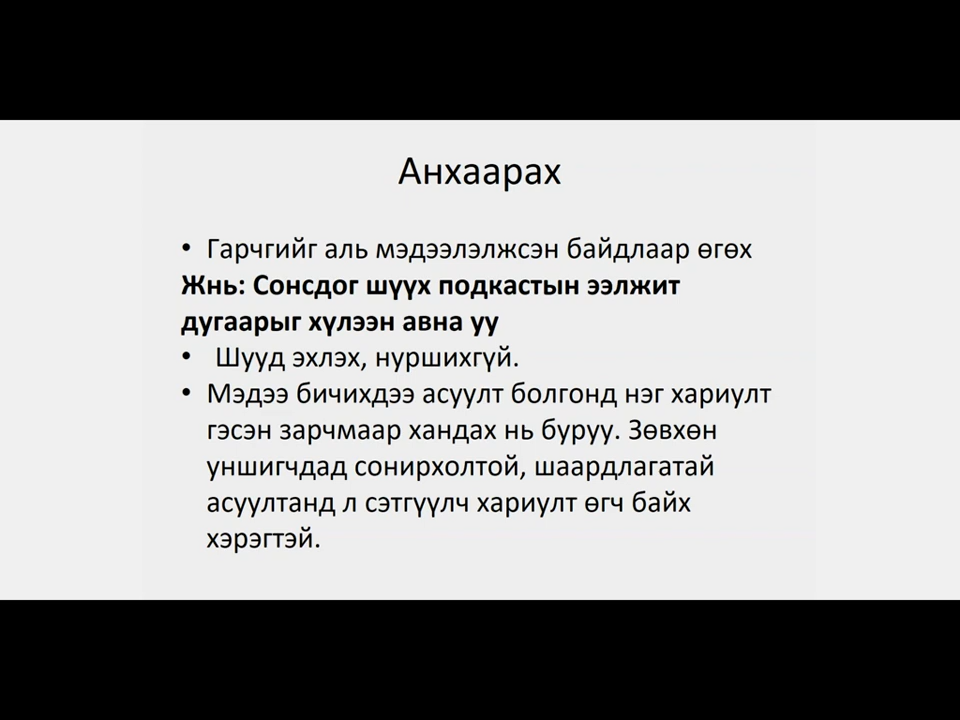 Анхаарах
• Гарчгийг аль мэдээлэлжсэн байдлаар өгөх
Жнь: Сонсдог шүүх подкастын ээлжит
дугаарыг хүлээн авна уу
• Шууд эхлэх, нуршихгүй.
• Мэдээ бичихдээ асуулт болгонд нэг хариулт
гэсэн зарчмаар хандах нь буруу. Зөвхөн
уншигчдад сонирхолтой, шаардлагатай
асуултанд л сэтгүүлч хариулт өгч байх
хэрэгтэй.